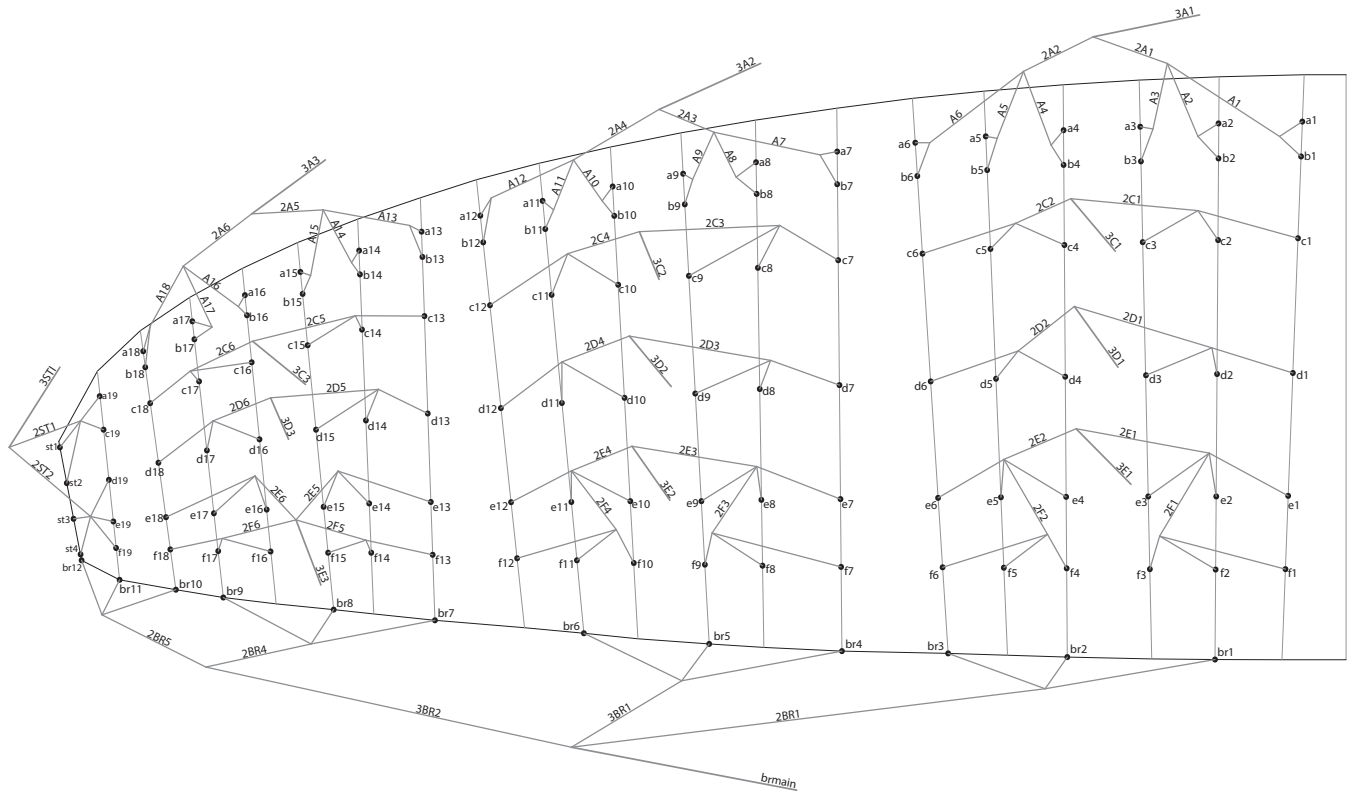 3A1
2A2
2A1
3A2
A3
A2
A1
A6
A5
A4
2A3
2A4
a1
a2
a3
a4
a5
a6
A7
A9
A8
a7
b1
b2
b3
b4
b5
b6
a8
a9
b7
b8
b9
3A3
A12
A11
A10
a10
a11
a12
b10
b11
b12
2A5
2A6
A13
A15
A14
a13
a14
b13
b14
a15
b15
2C2
2C1
3C1
c1
c2
c3
c4
c5
c6
2C4
2C3
3C2
c7
c8
c9
c10
c11
c12
A18
A17
A16
a16
b16
a17
b17
a18
b18
2C5
2C6
3C3
c13
c14
c15
c16
c17
c18
2D2
2D1
3D1
d1
d2
d3
d4
d5
d6
2D4
2D3
3D2
d7
d8
d9
d10
d11
d12
3STI
a19
2ST1
c19
st1
2ST2
st2
d19
st3
e19
f19
st4
br12
2D5
2D6
3D3
d13
d14
d15
d16
d17
d18
2E2
2E1
3E1
e1
e2
e3
e4
e5
e6
2F1
2F2
2E4
2E3
3E2
e7
e8
e9
e10
e11
e12
2F3
2F4
2E6
2E5
e13
e14
e15
e16
e17
e18
2F6
2F5
3E3
f1
f2
f3
f4
f5
f6
f7
f8
f9
f10
f11
f12
f13
f14
f15
f16
f17
f18
br11
br10
br9
br8
br7
br6
br5
br4
br3
br2
br1
2BR5
2BR4
3BR2
3BR1
2BR1
brmain